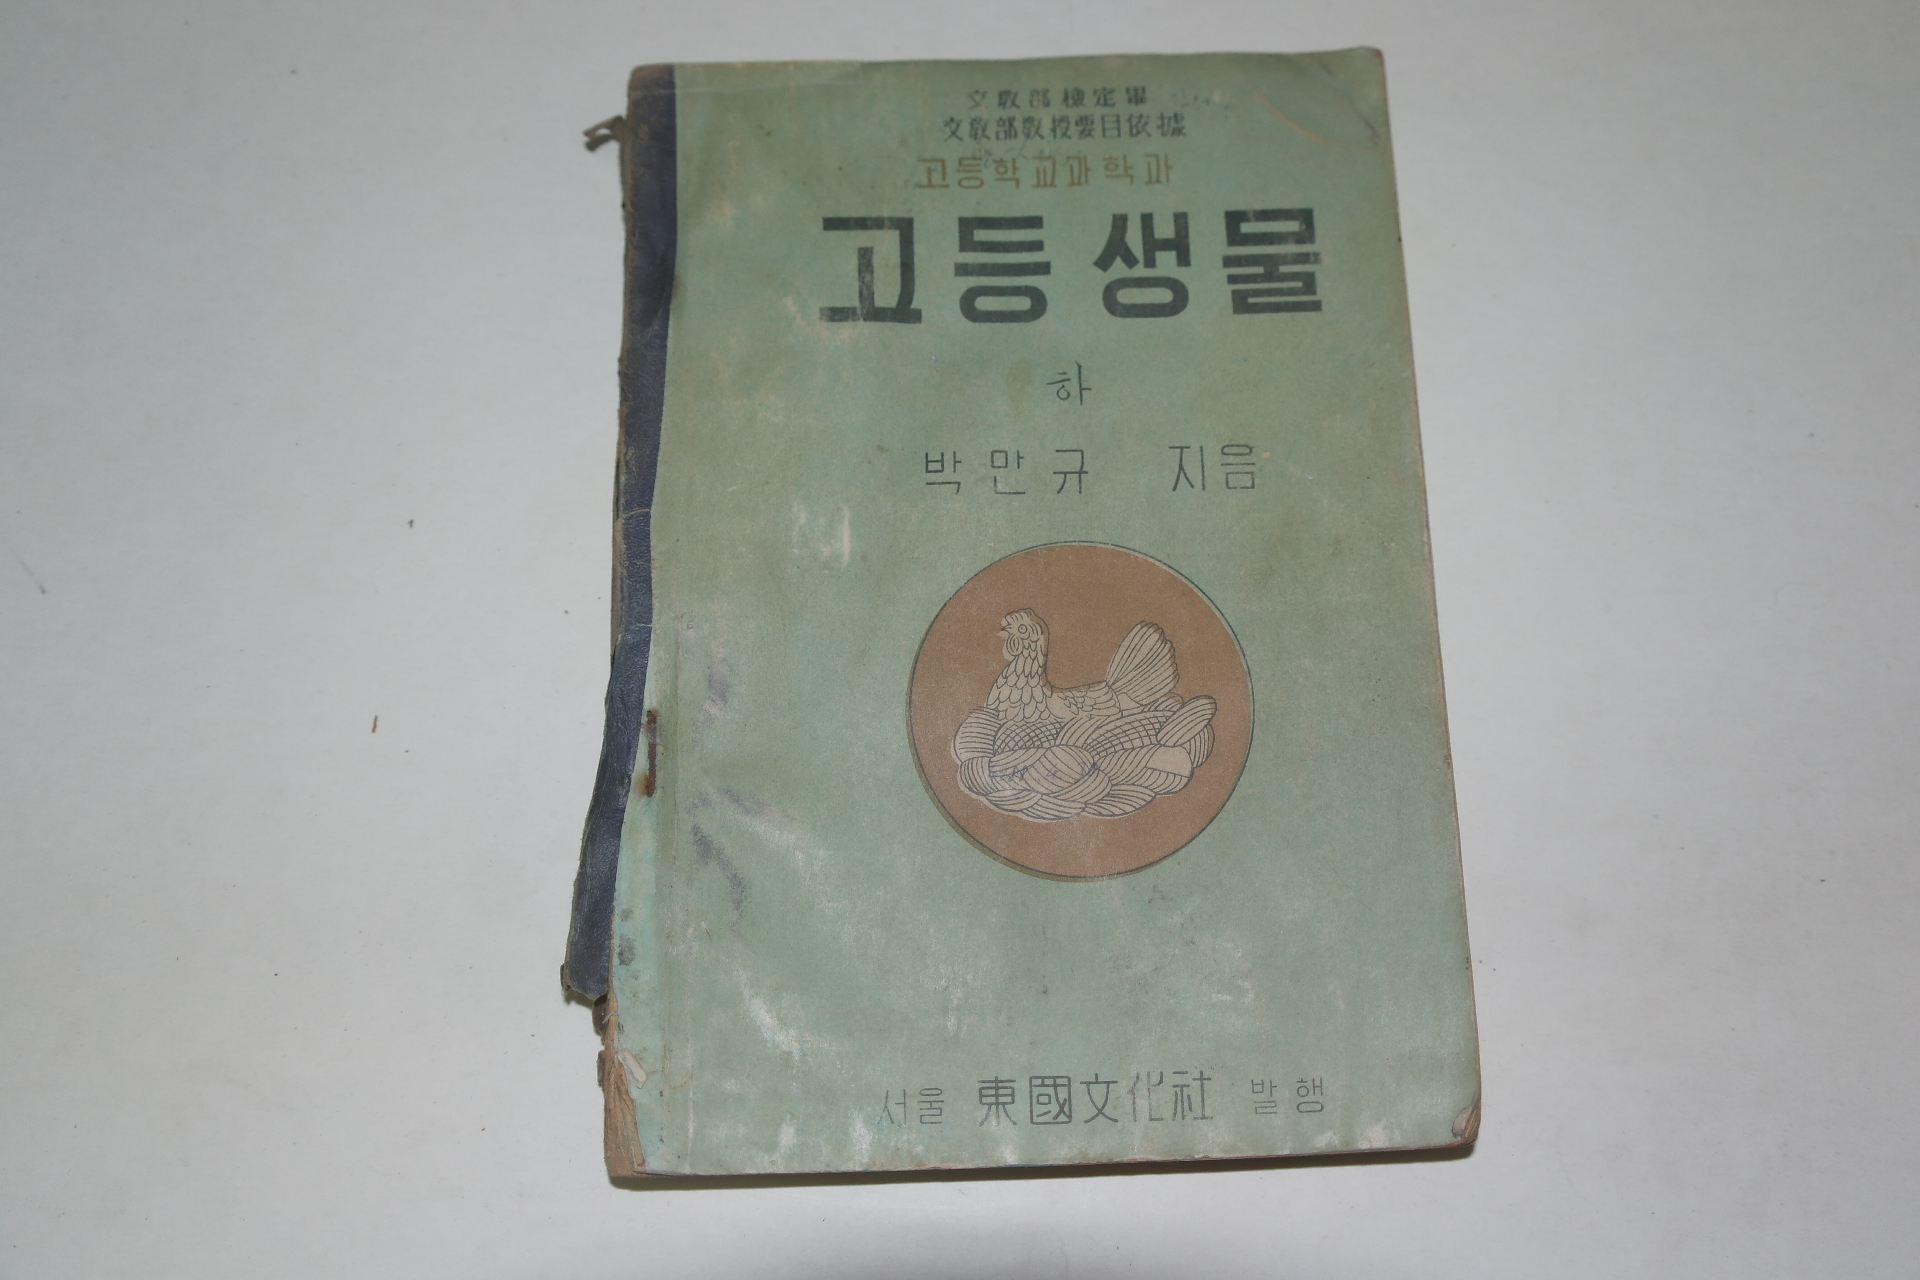 文敎部檢定畢
文敎部敎授要目依據
고등학교과학과
고등생물
하
박만규 지음
서울 東國文化社 발행